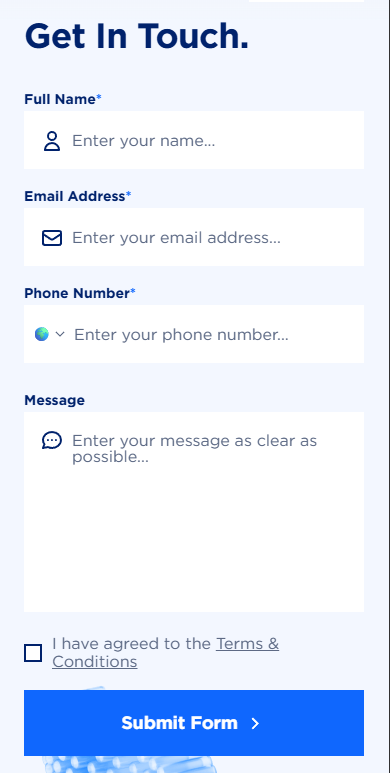 Get In Touch.
Full Name*
Enter your name...
Email Address*
Enter your email address...
Phone Number*
Enter your phone number...
Message
Enter your message as clear as
possible...
I have agreed to the Terms &
Conditions
Submit Form